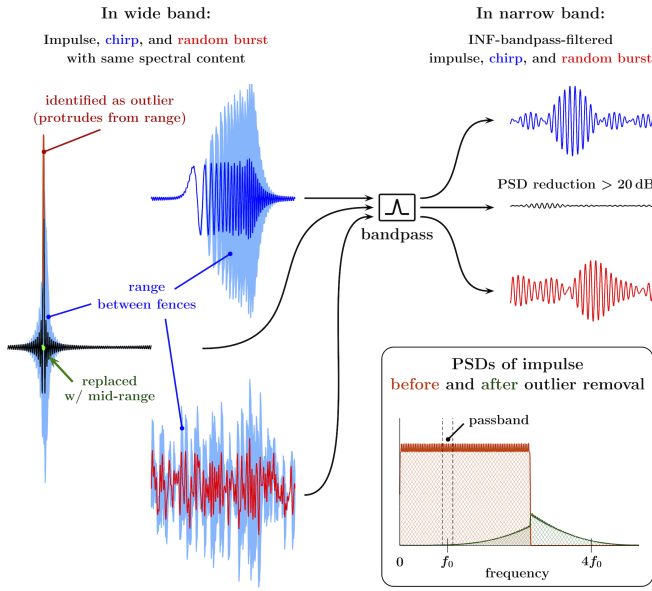 In wide band:
Impulse, chirp, and random burst
with same spectral content
identified as outlier
(protrudes from range)
range
between fences
replaced
w/ mid-range
bandpass
In narrow band:
INF-bandpass-filtered
impulse, chirp, and random burst
PSD reduction > 20 dB
PSDs of impulse
before and after outlier removal
passband
0
f₀
4f₀
frequency